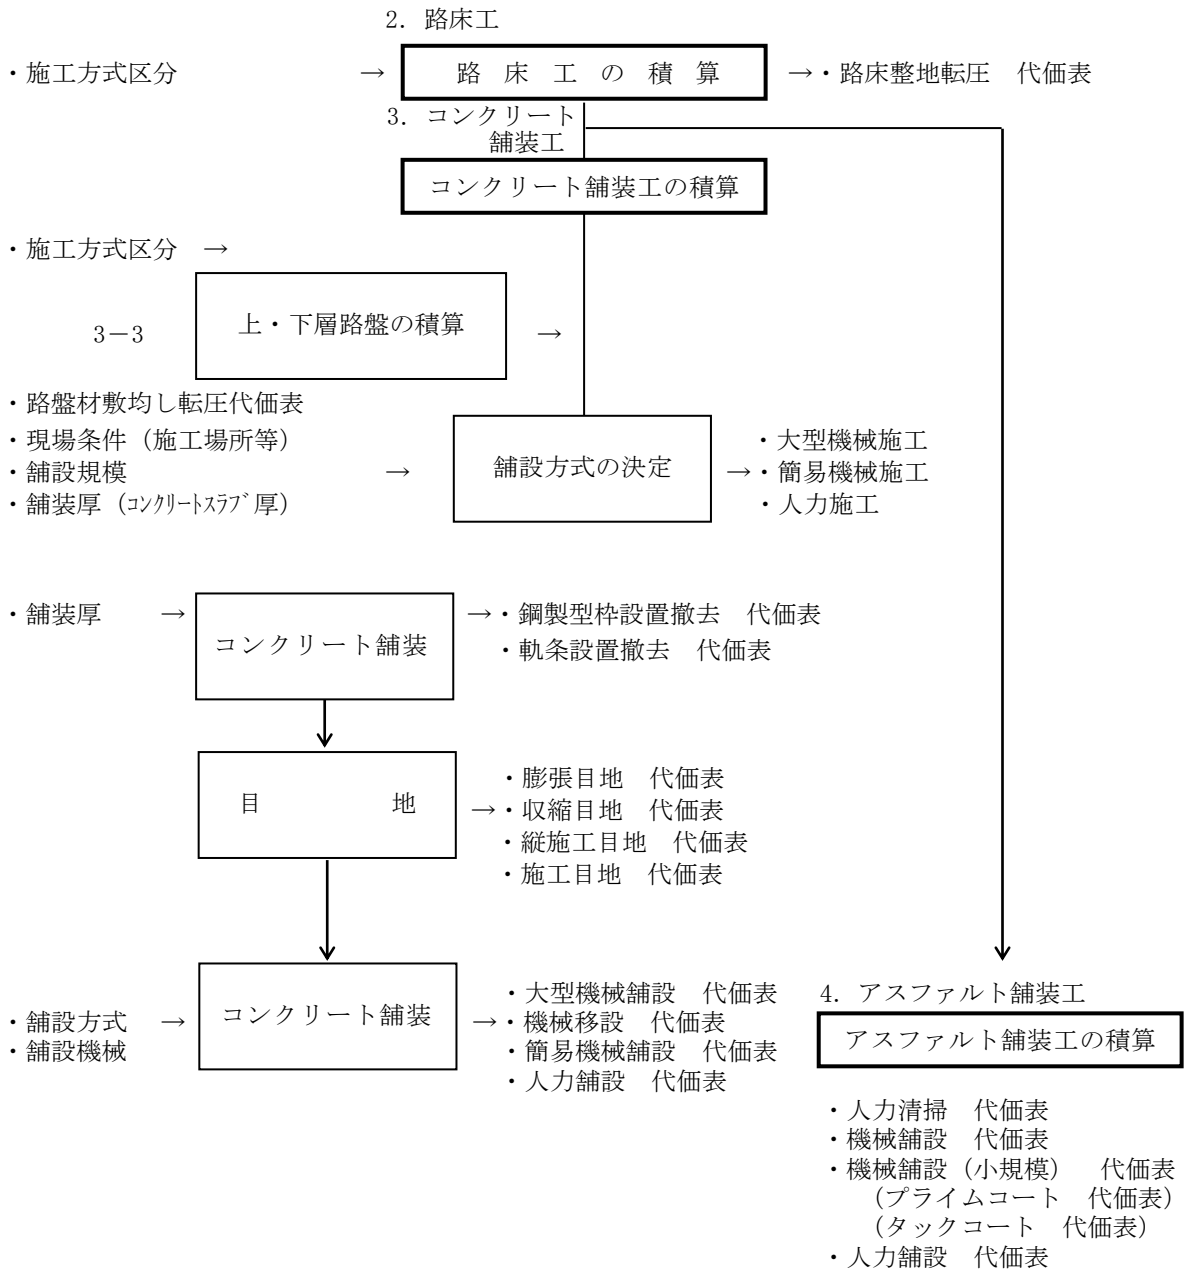 2. 路床工
・施工方式区分　→　路　床　工　の　積　算　→・路床整地転圧　代価表
3. コンクリート
舗装工
コンクリート舗装工の積算
・施工方式区分　→
3－3　上・下層路盤の積算　→
・路盤材敷均し転圧代価表
・現場条件（施工場所等）
・舗設規模　→
・舗装厚（ｺﾝｸﾘｰﾄｽﾗﾌﾞ厚）
舗設方式の決定
・大型機械施工
→・簡易機械施工
・人力施工
・舗装厚　→　コンクリート舗装　→・鋼製型枠設置撤去　代価表
・軌条設置撤去　代価表
目　　　　　地
・膨張目地　代価表
→・収縮目地　代価表
・縦施工目地　代価表
・施工目地　代価表
・舗設方式　→
・舗設機械
コンクリート舗装
・大型機械舗設　代価表
→・機械移設　代価表
・簡易機械舗設　代価表
・人力舗設　代価表
4. アスファルト舗装工
アスファルト舗装工の積算
・人力清掃　代価表
・機械舗設　代価表
・機械舗設（小規模）　代価表
（プライムコート　代価表）
（タックコート　代価表）
・人力舗設　代価表